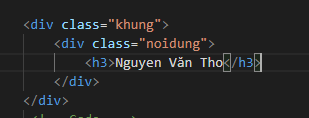 <div class="khung">
<div class="noidung">
<h3>Nguyen Văn Tho</h3>
</div>
</div>